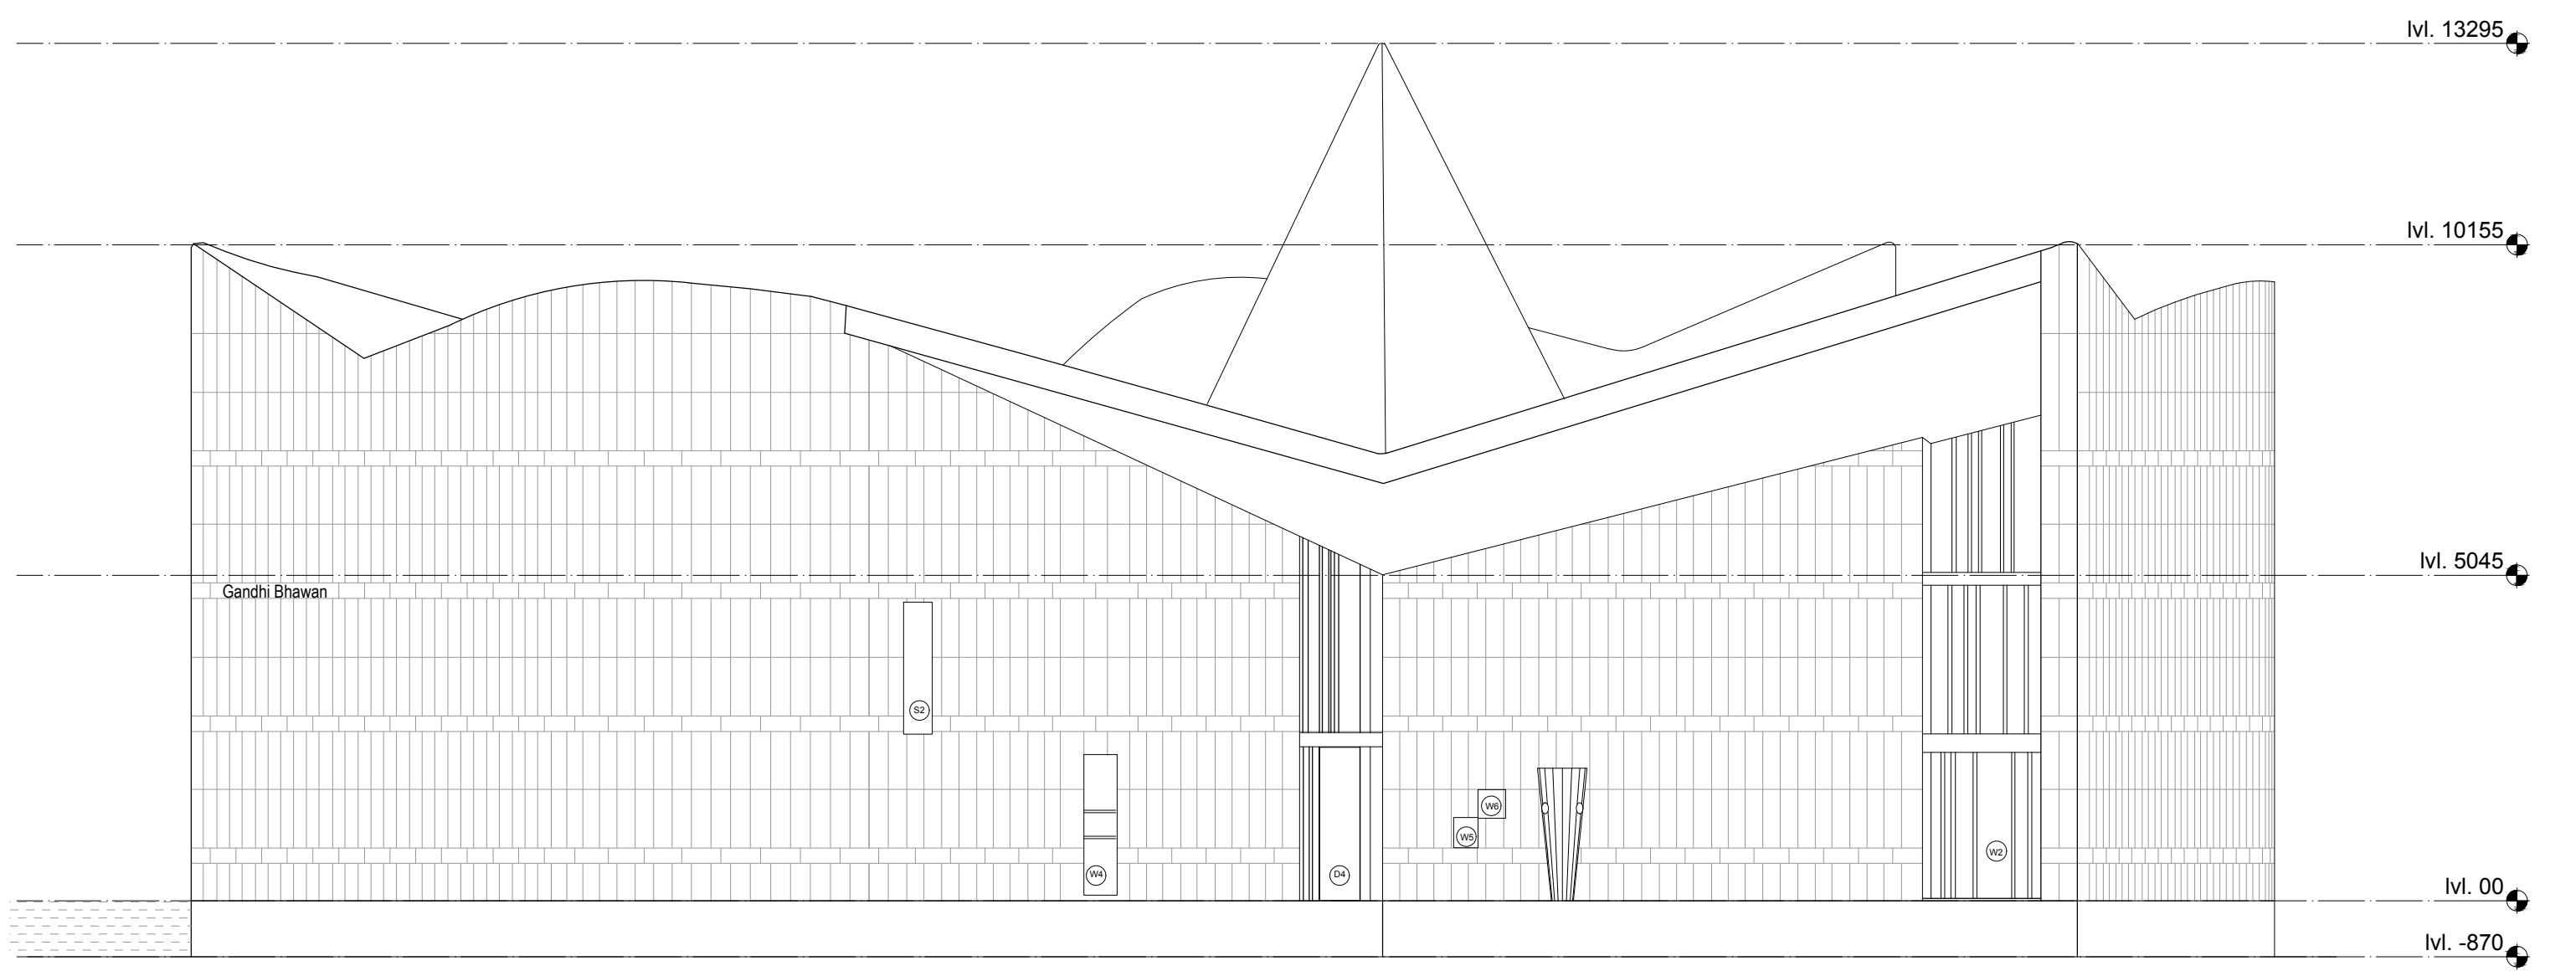 lvl. 13295
lvl. 10155
lvl. 5045
Gandhi Bhawan
S2
W6
W5
W2
W4
D4
lvl. 00
lvl. -870